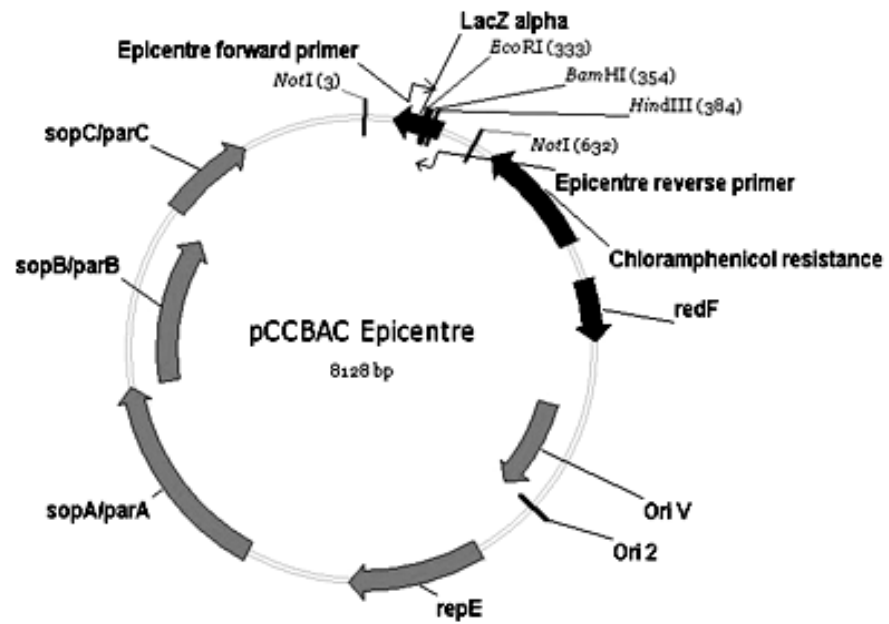 LacZ alpha
Epicentre forward primer
EcoRI (333)
NotI (3)
BamHI (354)
HindIII (384)
sopC/parC
NotI (632)
Epicentre reverse primer
sopB/parB
Chloramphenicol resistance
redF
pCCBAC Epicentre
8128 bp
sopA/parA
Ori V
Ori 2
repE